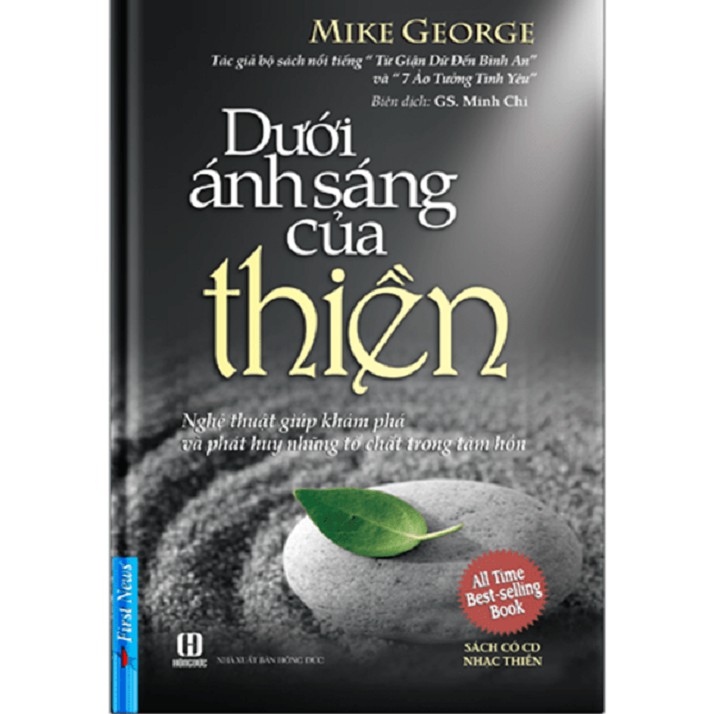 MIKE GEORGE
Tác giả bộ sách nổi tiếng “ Từ Giận Dữ Đến Bình An”
và “ 7 Ảo Tưởng Tình Yêu”
Biên dịch: GS. Minh Chi
Dưới
ánh sáng
của
thiền
Nghệ thuật giúp khám phá
và phát huy những tố chất trong tâm hồn
All Time
Best-selling
Book
SÁCH CÓ CD
NHẠC THIỀN
First News
HỒNG ĐỨC
NHÀ XUẤT BẢN HỒNG ĐỨC